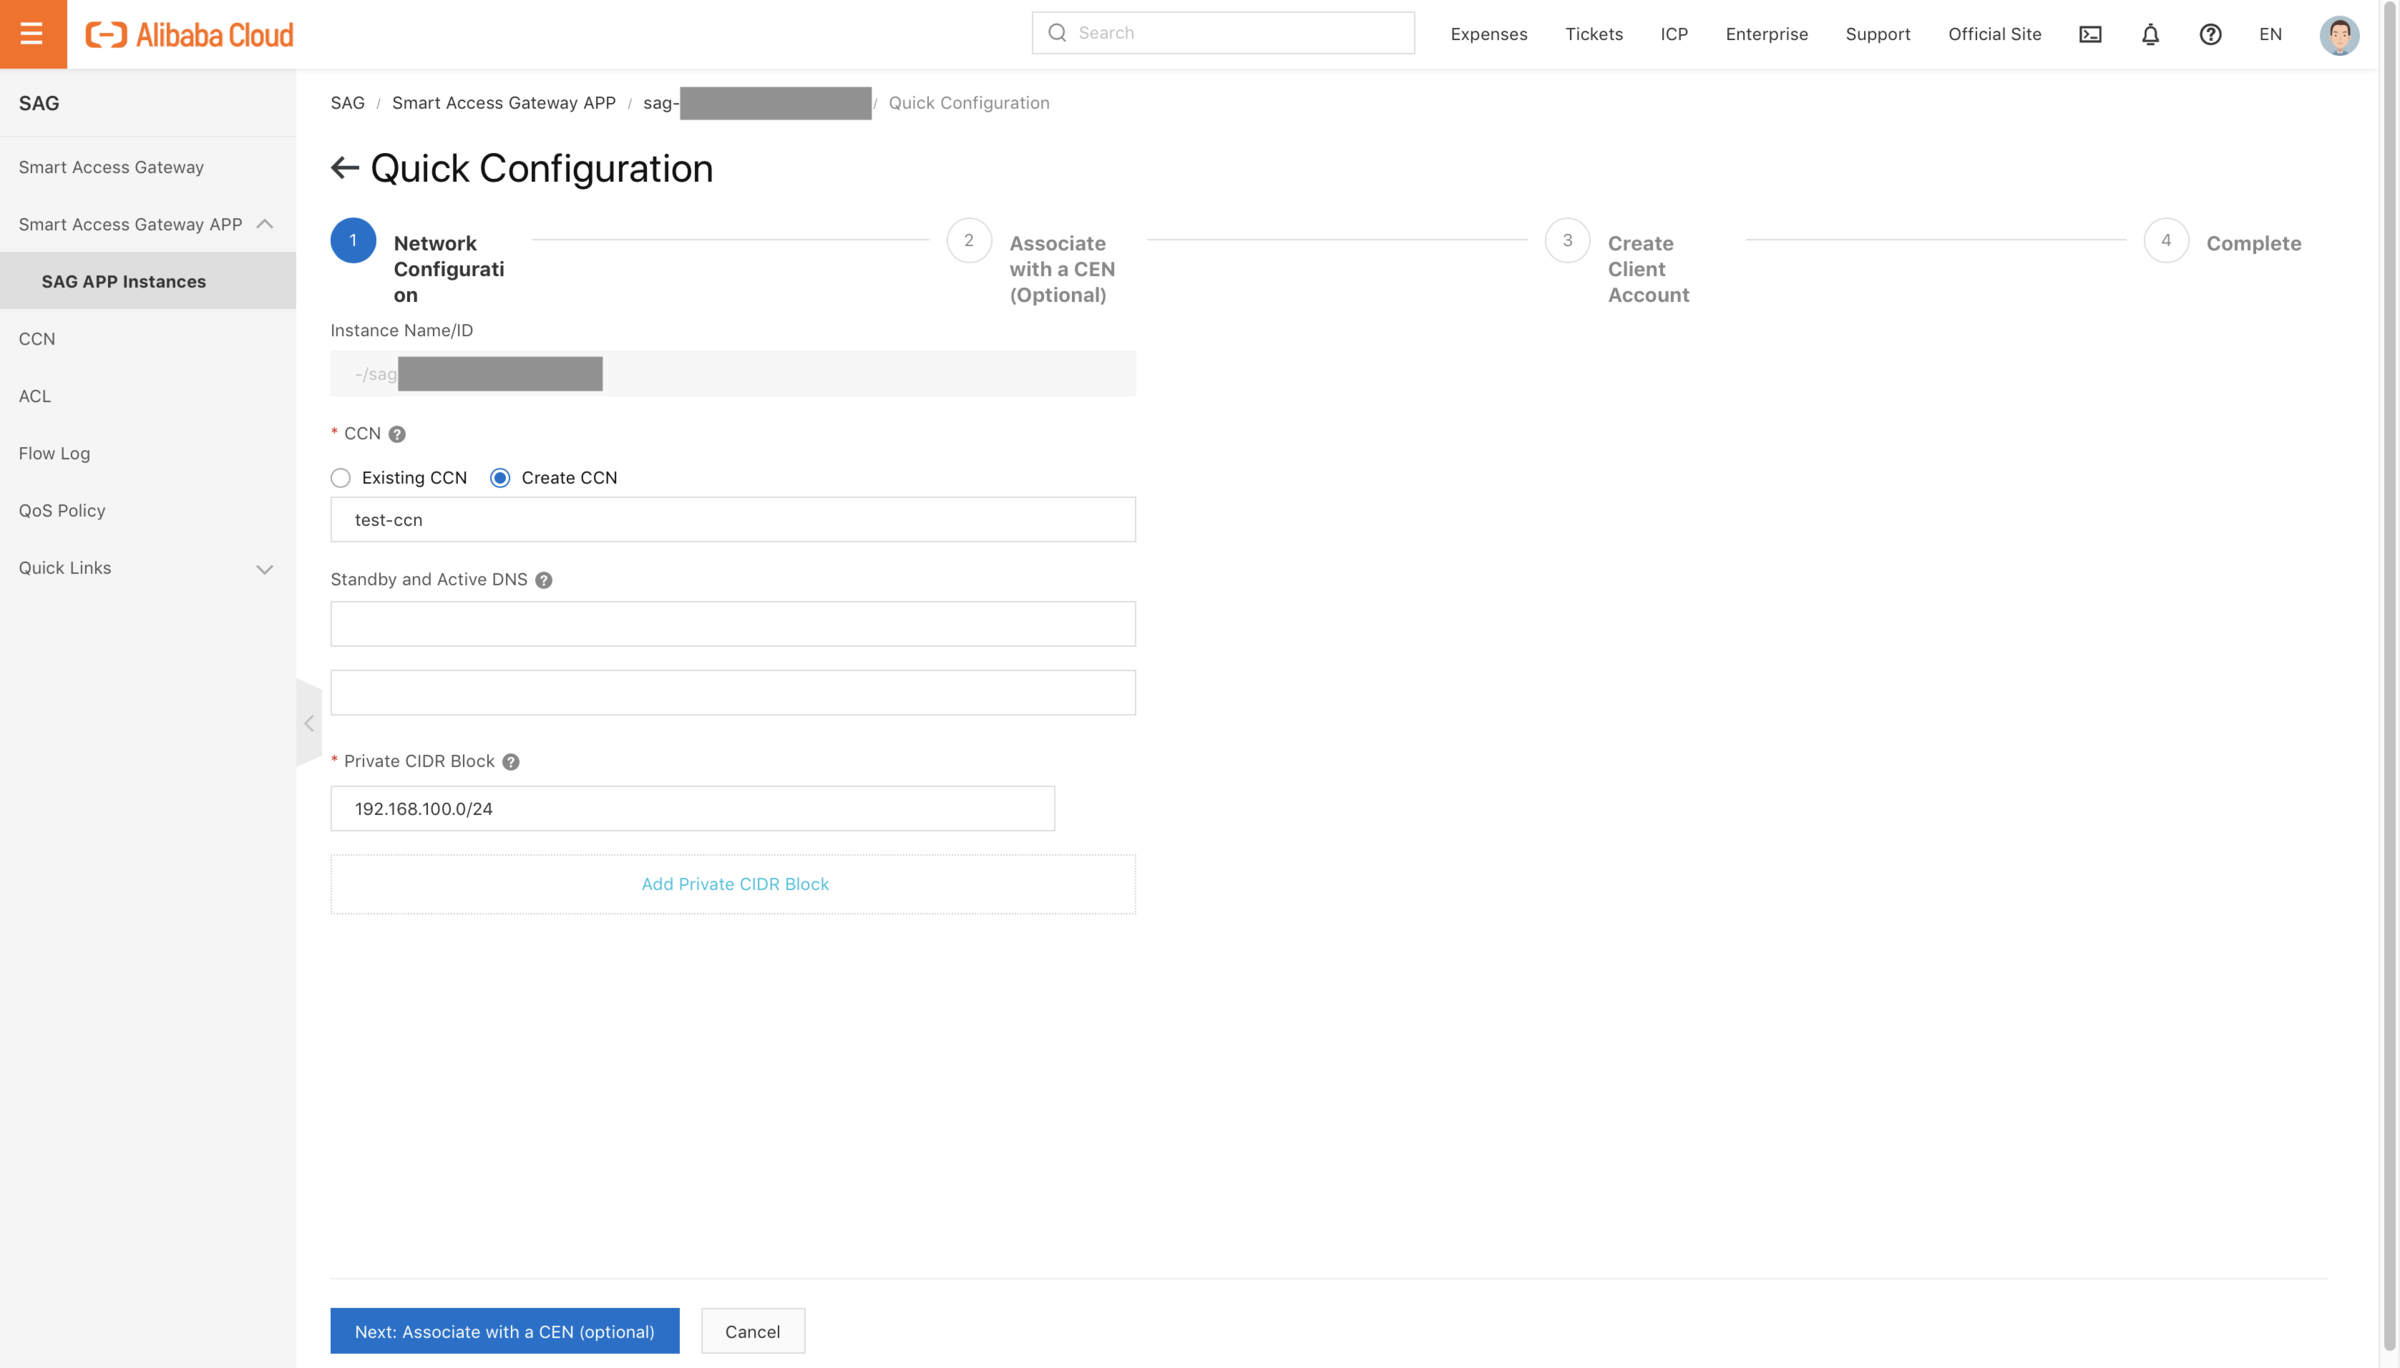 Alibaba Cloud
Search
Expenses
Tickets
ICP
Enterprise
Support
Official Site
EN
SAG
Smart Access Gateway
Smart Access Gateway APP
SAG APP Instances
CCN
ACL
Flow Log
QoS Policy
Quick Links
SAG / Smart Access Gateway APP / sag- / Quick Configuration
Quick Configuration
1
Network
Configurati
on
2
Associate
with a CEN
(Optional)
3
Create
Client
Account
4
Complete
Instance Name/ID
-/sag
* CCN ?
Existing CCN
Create CCN
test-ccn
Standby and Active DNS ?
* Private CIDR Block ?
192.168.100.0/24
Add Private CIDR Block
Next: Associate with a CEN (optional)
Cancel